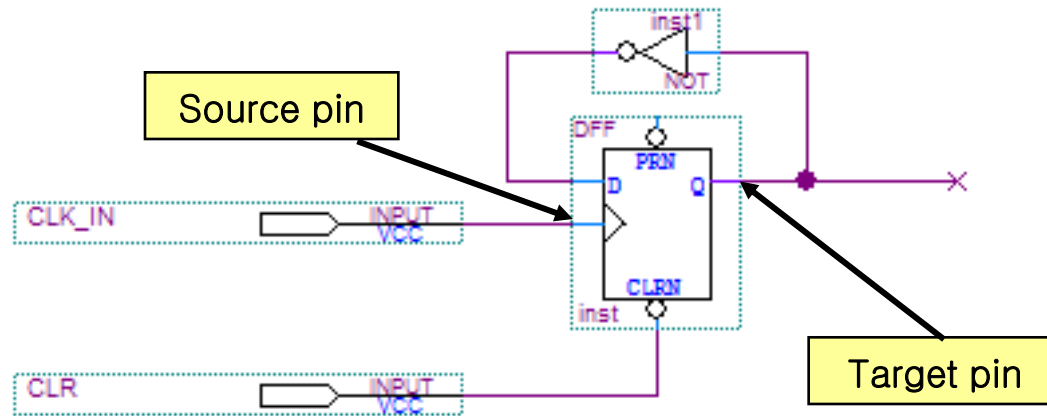 inst1
NOT
Source pin
DFF
PRN
D
Q
CLK_IN
INPUT
VCC
CLRN
inst
Target pin
CLR
INPUT
VCC